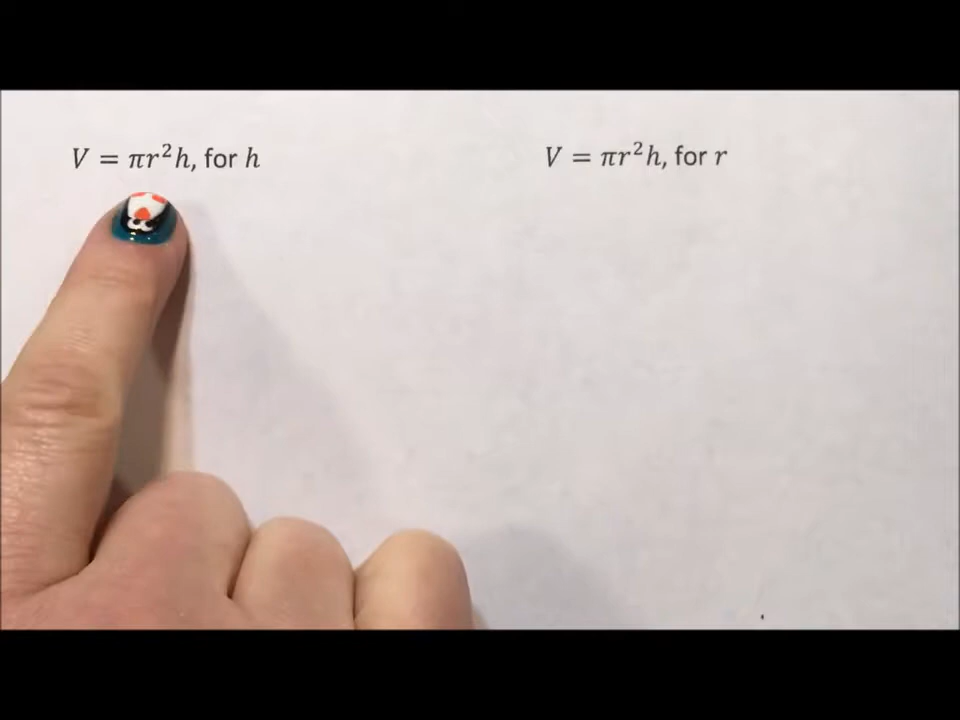 V = πr²h, for h
V = πr²h, for r